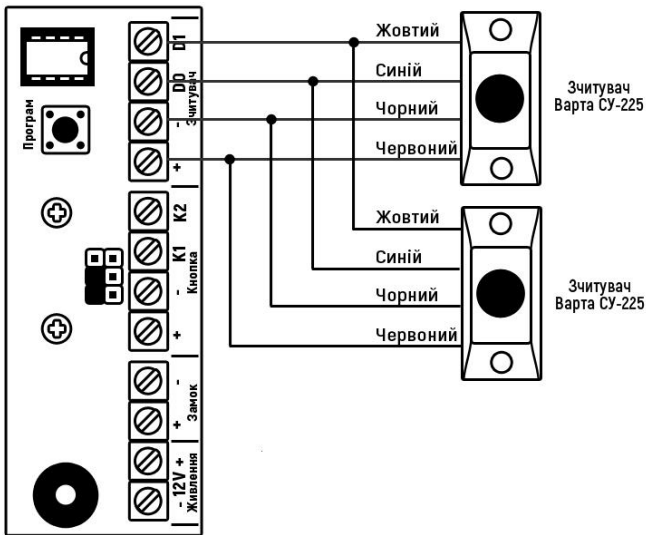 Програм
D1
D0
-
+
Зчитувач
K2
K1
-
+
Кнопка
-
+
Замок
- 12V +
Живлення
Жовтий
Синій
Чорний
Червоний
Зчитувач
Варта СУ-225
Жовтий
Синій
Чорний
Червоний
Зчитувач
Варта СУ-225